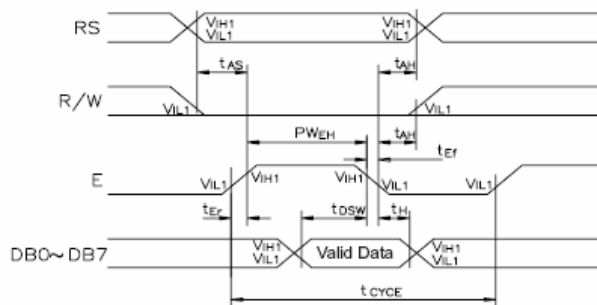 RS VIH1 VIL1 VIH1 VIL1
tAS tAH
R/W VIL1 VIL1
PWEH tAH
tEf
E VIL1 VIH1 VIH1 VIL1 VIL1
tEr tDSW tH
DB0~DB7 VIH1 VIL1 Valid Data VIH1 VIL1
tCYCE